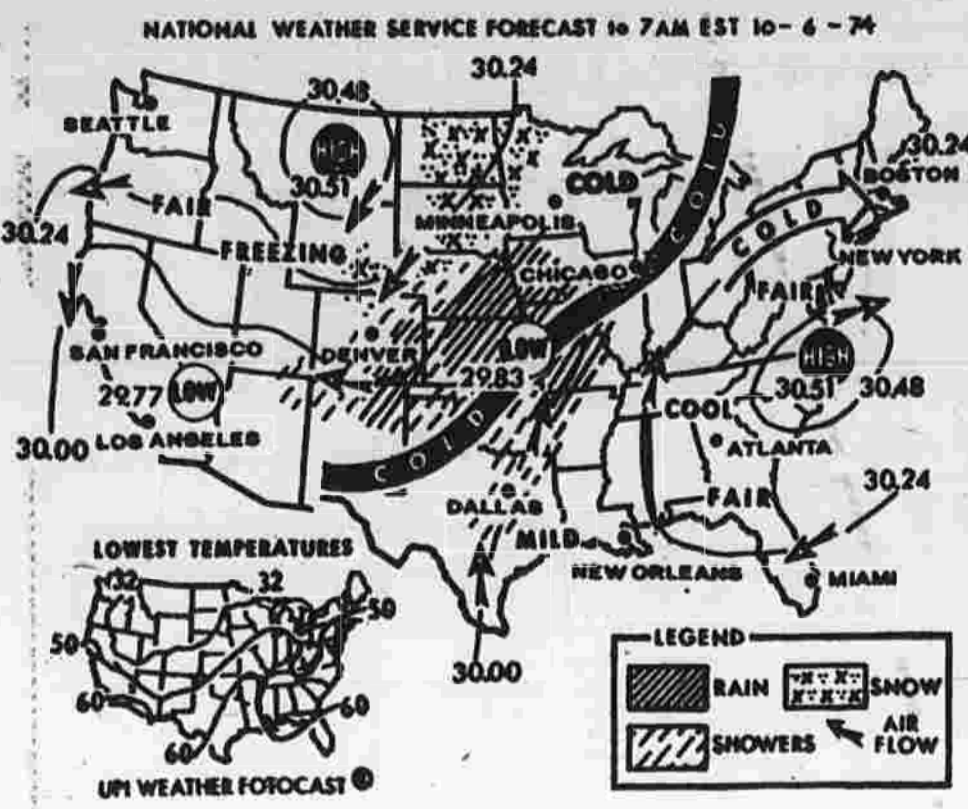 NATIONAL WEATHER SERVICE FORECAST to 7AM EST 10-6-74
30.24
30.48
SEATTLE
HIGH
30.51
COLD
COLD
30.24
BOSTON
FAIR
30.24
MINNEAPOLIS
COLD
FREEZING
CHICAGO
NEW YORK
FAIR
SAN FRANCISCO
DENVER
LOW
HIGH
29.77
LOW
29.83
30.51
30.48
COOL
30.00
LOS ANGELES
COLD
ATLANTA
30.24
DALLAS
FAIR
MILD
LOWEST TEMPERATURES
NEW ORLEANS
MIAMI
32
32
50
50
30.00
60
60
60
UPI WEATHER FOTOCAST ©
LEGEND
RAIN
SNOW
SHOWERS
AIR
FLOW